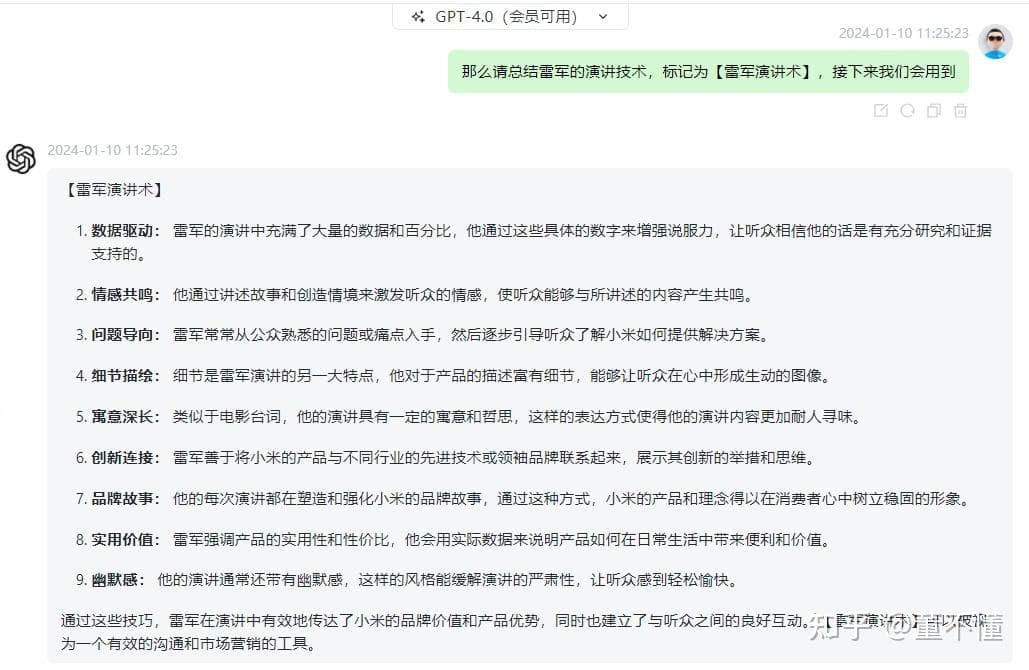 GPT-4.0（会员可用）
2024-01-10 11:25:23
那么请总结雷军的演讲技术，标记为【雷军演讲术】，接下来我们会用到
2024-01-10 11:25:23
【雷军演讲术】
1. 数据驱动： 雷军的演讲中充满了大量的数据和百分比，他通过这些具体的数字来增强说服力，让听众相信他的话是有充分研究和证据
支持的。
2. 情感共鸣： 他通过讲述故事和创造情境来激发听众的情感，使听众能够与所讲述的内容产生共鸣。
3. 问题导向： 雷军常常从公众熟悉的问题或痛点入手，然后逐步引导听众了解小米如何提供解决方案。
4. 细节描绘： 细节是雷军演讲的另一大特点，他对于产品的描述富有细节，能够让听众在心中形成生动的图像。
5. 寓意深长： 类似于电影台词，他的演讲具有一定的寓意和哲思，这样的表达方式使得他的演讲内容更加耐人寻味。
6. 创新连接： 雷军善于将小米的产品与不同行业的先进技术或领袖品牌联系起来，展示其创新的举措和思维。
7. 品牌故事： 他的每次演讲都在塑造和强化小米的品牌故事，通过这种方式，小米的产品和理念得以在消费者心中树立稳固的形象。
8. 实用价值： 雷军强调产品的实用性和性价比，他会用实际数据来说明产品如何在日常生活中带来便利和价值。
9. 幽默感： 他的演讲通常还带有幽默感，这样的风格能缓解演讲的严肃性，让听众感到轻松愉快。
通过这些技巧，雷军在演讲中有效地传达了小米的品牌价值和产品优势，同时也建立了与听众之间的良好互动。【雷军演讲术】可以被视
为一个有效的沟通和市场营销的工具。
知乎 @重不懂